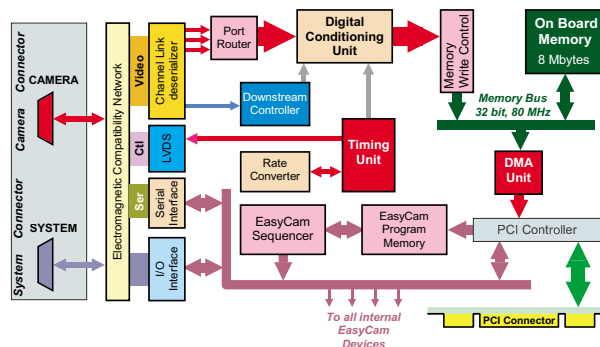 Camera Connector
CAMERA
System Connector
SYSTEM
Electromagnetic Compatibility Network
Video
Ctl
Ser
Channel Link
deserializer
LVDS
Serial
Interface
I/O
Interface
Port
Router
Digital
Conditioning
Unit
Downstream
Controller
Rate
Converter
Timing
Unit
Memory
Write Control
On Board
Memory
8 Mbytes
Memory Bus
32 bit, 80 MHz
DMA
Unit
EasyCam
Sequencer
EasyCam
Program
Memory
PCI Controller
To all internal
EasyCam
Devices
PCI Connector